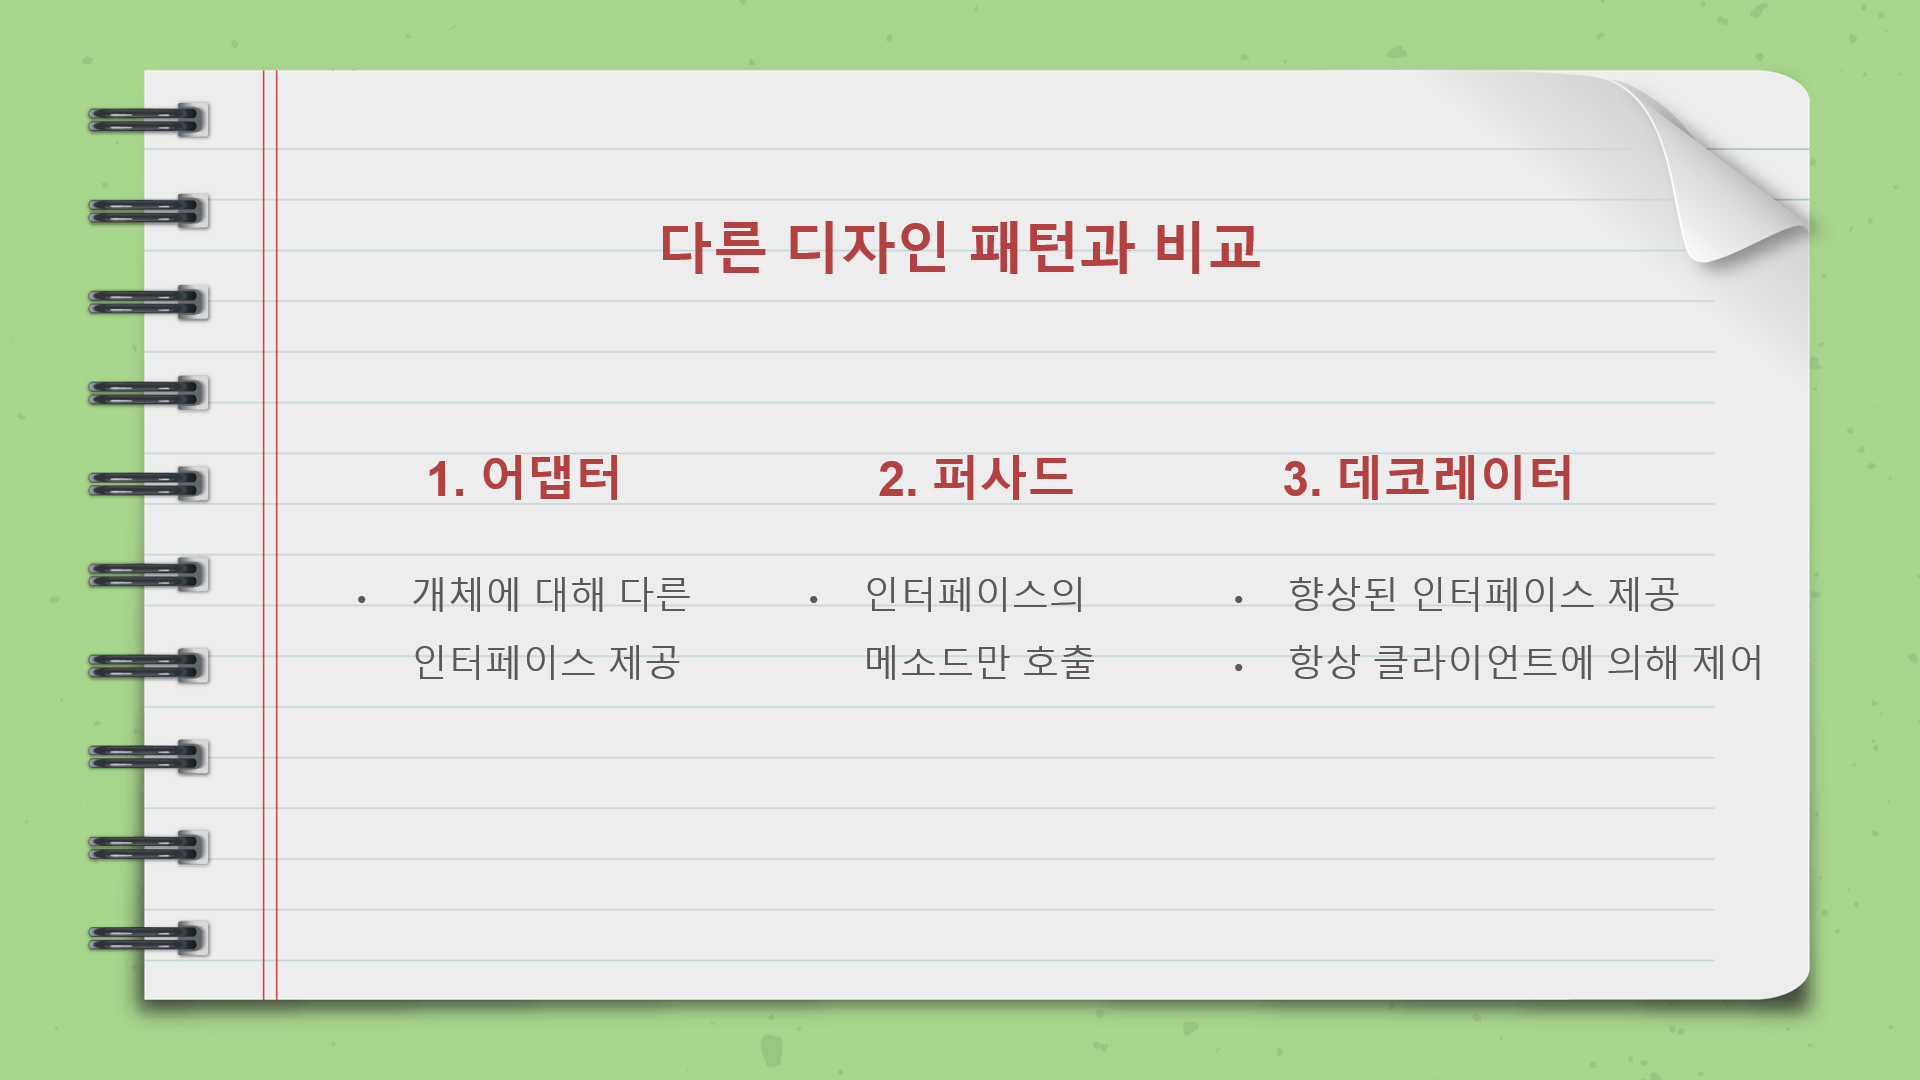 다른 디자인 패턴과 비교
1. 어댑터
• 개체에 대해 다른
인터페이스 제공
2. 퍼사드
• 인터페이스의
메소드만 호출
3. 데코레이터
• 향상된 인터페이스 제공
• 항상 클라이언트에 의해 제어